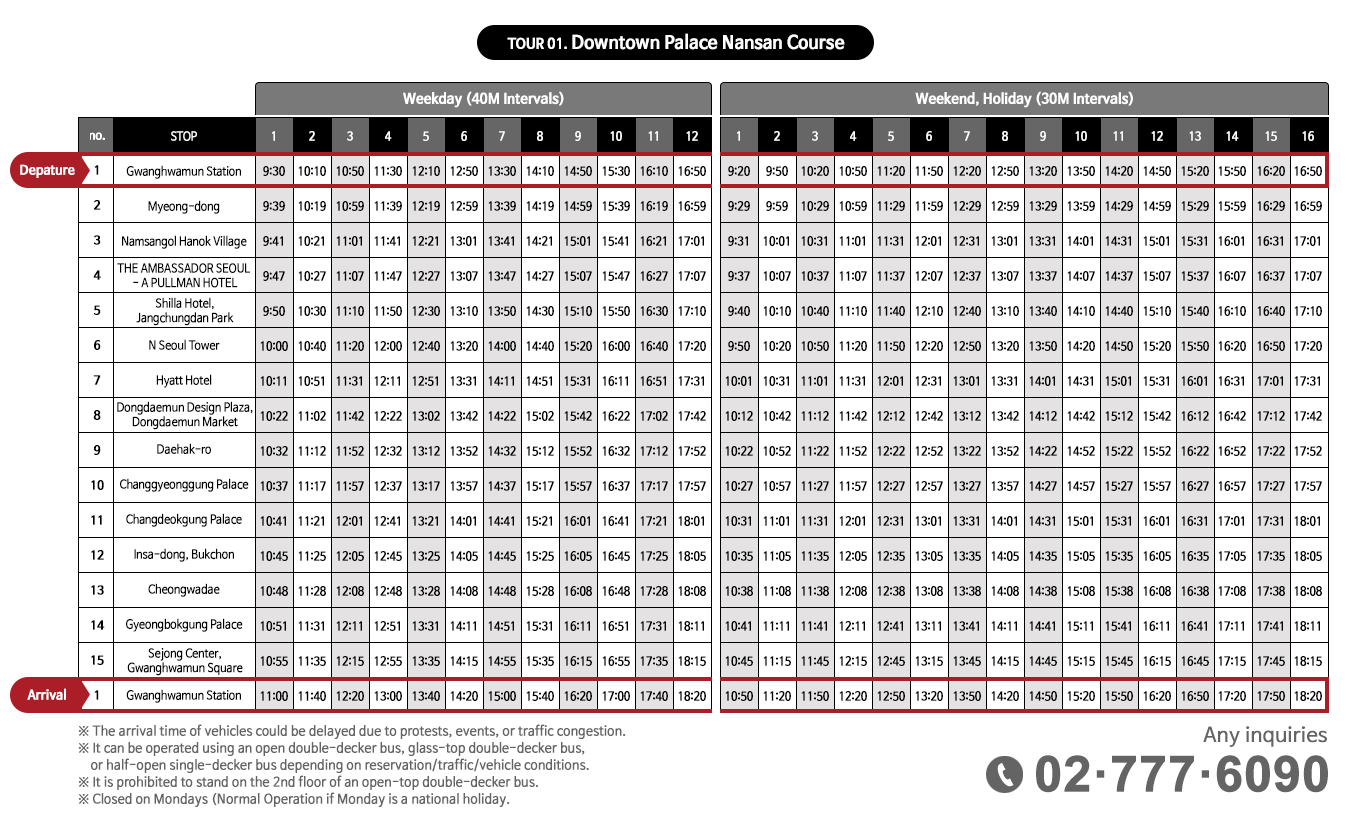 TOUR 01. Downtown Palace Nansan Course
Weekday (40M Intervals) Weekend, Holiday (30M Intervals)
no. STOP 1 2 3 4 5 6 7 8 9 10 11 12 1 2 3 4 5 6 7 8 9 10 11 12 13 14 15 16
Depature 1 Gwanghwamun Station 9:30 10:10 10:50 11:30 12:10 12:50 13:30 14:10 14:50 15:30 16:10 16:50 9:20 9:50 10:20 10:50 11:20 11:50 12:20 12:50 13:20 13:50 14:20 14:50 15:20 15:50 16:20 16:50
2 Myeong-dong 9:39 10:19 10:59 11:39 12:19 12:59 13:39 14:19 14:59 15:39 16:19 16:59 9:29 9:59 10:29 10:59 11:29 11:59 12:29 12:59 13:29 13:59 14:29 14:59 15:29 15:59 16:29 16:59
3 Namsangol Hanok Village 9:41 10:21 11:01 11:41 12:21 13:01 13:41 14:21 15:01 15:41 16:21 17:01 9:31 10:01 10:31 11:01 11:31 12:01 12:31 13:01 13:31 14:01 14:31 15:01 15:31 16:01 16:31 17:01
4 THE AMBASSADOR SEOUL
- A PULLMAN HOTEL 9:47 10:27 11:07 11:47 12:27 13:07 13:47 14:27 15:07 15:47 16:27 17:07 9:37 10:07 10:37 11:07 11:37 12:07 12:37 13:07 13:37 14:07 14:37 15:07 15:37 16:07 16:37 17:07
5 Shilla Hotel,
Jangchungdan Park 9:50 10:30 11:10 11:50 12:30 13:10 13:50 14:30 15:10 15:50 16:30 17:10 9:40 10:10 10:40 11:10 11:40 12:10 12:40 13:10 13:40 14:10 14:40 15:10 15:40 16:10 16:40 17:10
6 N Seoul Tower 10:00 10:40 11:20 12:00 12:40 13:20 14:00 14:40 15:20 16:00 16:40 17:20 9:50 10:20 10:50 11:20 11:50 12:20 12:50 13:20 13:50 14:20 14:50 15:20 15:50 16:20 16:50 17:20
7 Hyatt Hotel 10:11 10:51 11:31 12:11 12:51 13:31 14:11 14:51 15:31 16:11 16:51 17:31 10:01 10:31 11:01 11:31 12:01 12:31 13:01 13:31 14:01 14:31 15:01 15:31 16:01 16:31 17:01 17:31
8 Dongdaemun Design Plaza,
Dongdaemun Market 10:22 11:02 11:42 12:22 13:02 13:42 14:22 15:02 15:42 16:22 17:02 17:42 10:12 10:42 11:12 11:42 12:12 12:42 13:12 13:42 14:12 14:42 15:12 15:42 16:12 16:42 17:12 17:42
9 Daehak-ro 10:32 11:12 11:52 12:32 13:12 13:52 14:32 15:12 15:52 16:32 17:12 17:52 10:22 10:52 11:22 11:52 12:22 12:52 13:22 13:52 14:22 14:52 15:22 15:52 16:22 16:52 17:22 17:52
10 Changgyeonggung Palace 10:37 11:17 11:57 12:37 13:17 13:57 14:37 15:17 15:57 16:37 17:17 17:57 10:27 10:57 11:27 11:57 12:27 12:57 13:27 13:57 14:27 14:57 15:27 15:57 16:27 16:57 17:27 17:57
11 Changdeokgung Palace 10:41 11:21 12:01 12:41 13:21 14:01 14:41 15:21 16:01 16:41 17:21 18:01 10:31 11:01 11:31 12:01 12:31 13:01 13:31 14:01 14:31 15:01 15:31 16:01 16:31 17:01 17:31 18:01
12 Insa-dong, Bukchon 10:45 11:25 12:05 12:45 13:25 14:05 14:45 15:25 16:05 16:45 17:25 18:05 10:35 11:05 11:35 12:05 12:35 13:05 13:35 14:05 14:35 15:05 15:35 16:05 16:35 17:05 17:35 18:05
13 Cheongwadae 10:48 11:28 12:08 12:48 13:28 14:08 14:48 15:28 16:08 16:48 17:28 18:08 10:38 11:08 11:38 12:08 12:38 13:08 13:38 14:08 14:38 15:08 15:38 16:08 16:38 17:08 17:38 18:08
14 Gyeongbokgung Palace 10:51 11:31 12:11 12:51 13:31 14:11 14:51 15:31 16:11 16:51 17:31 18:11 10:41 11:11 11:41 12:11 12:41 13:11 13:41 14:11 14:41 15:11 15:41 16:11 16:41 17:11 17:41 18:11
15 Sejong Center,
Gwanghwamun Square 10:55 11:35 12:15 12:55 13:35 14:15 14:55 15:35 16:15 16:55 17:35 18:15 10:45 11:15 11:45 12:15 12:45 13:15 13:45 14:15 14:45 15:15 15:45 16:15 16:45 17:15 17:45 18:15
Arrival 1 Gwanghwamun Station 11:00 11:40 12:20 13:00 13:40 14:20 15:00 15:40 16:20 17:00 17:40 18:20 10:50 11:20 11:50 12:20 12:50 13:20 13:50 14:20 14:50 15:20 15:50 16:20 16:50 17:20 17:50 18:20
※ The arrival time of vehicles could be delayed due to protests, events, or traffic congestion.
※ It can be operated using an open double-decker bus, glass-top double-decker bus,
or half-open single-decker bus depending on reservation/traffic/vehicle conditions.
※ It is prohibited to stand on the 2nd floor of an open-top double-decker bus.
※ Closed on Mondays (Normal Operation if Monday is a national holiday.
Any inquiries
02·777·6090